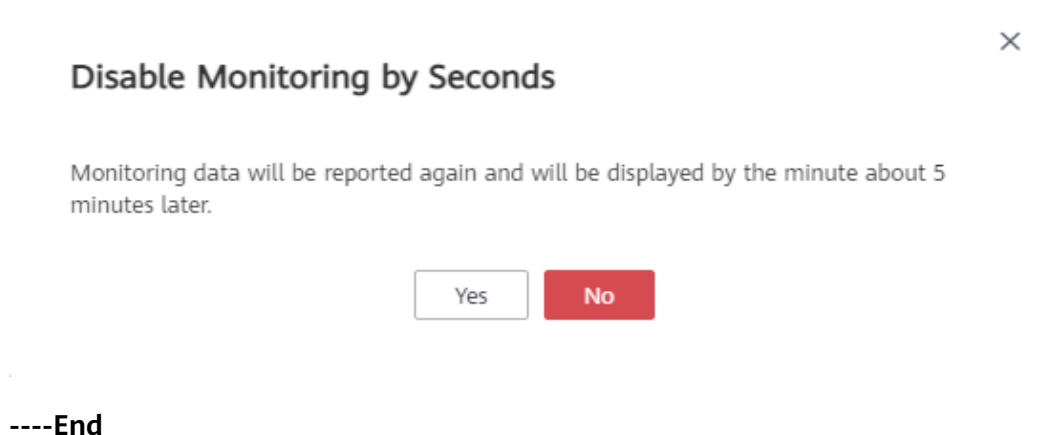 Disable Monitoring by Seconds
Monitoring data will be reported again and will be displayed by the minute about 5
minutes later.
Yes
No
----End